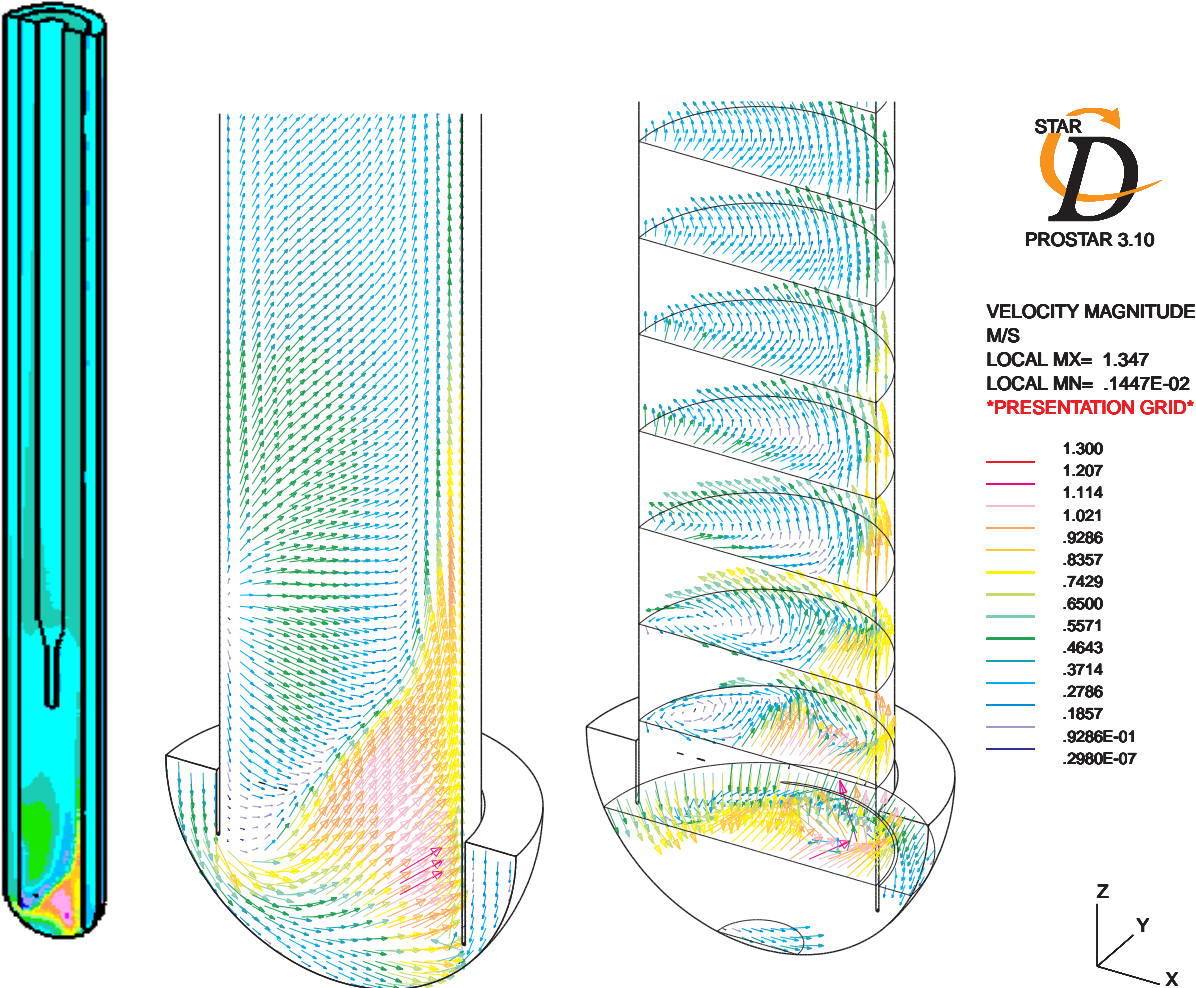 STAR
D
PROSTAR 3.10
VELOCITY MAGNITUDE
M/S
LOCAL MX= 1.347
LOCAL MN= .1447E-02
*PRESENTATION GRID*
1.300
1.207
1.114
1.021
.9286
.8357
.7429
.6500
.5571
.4643
.3714
.2786
.1857
.9286E-01
.2980E-07
Z
Y
X